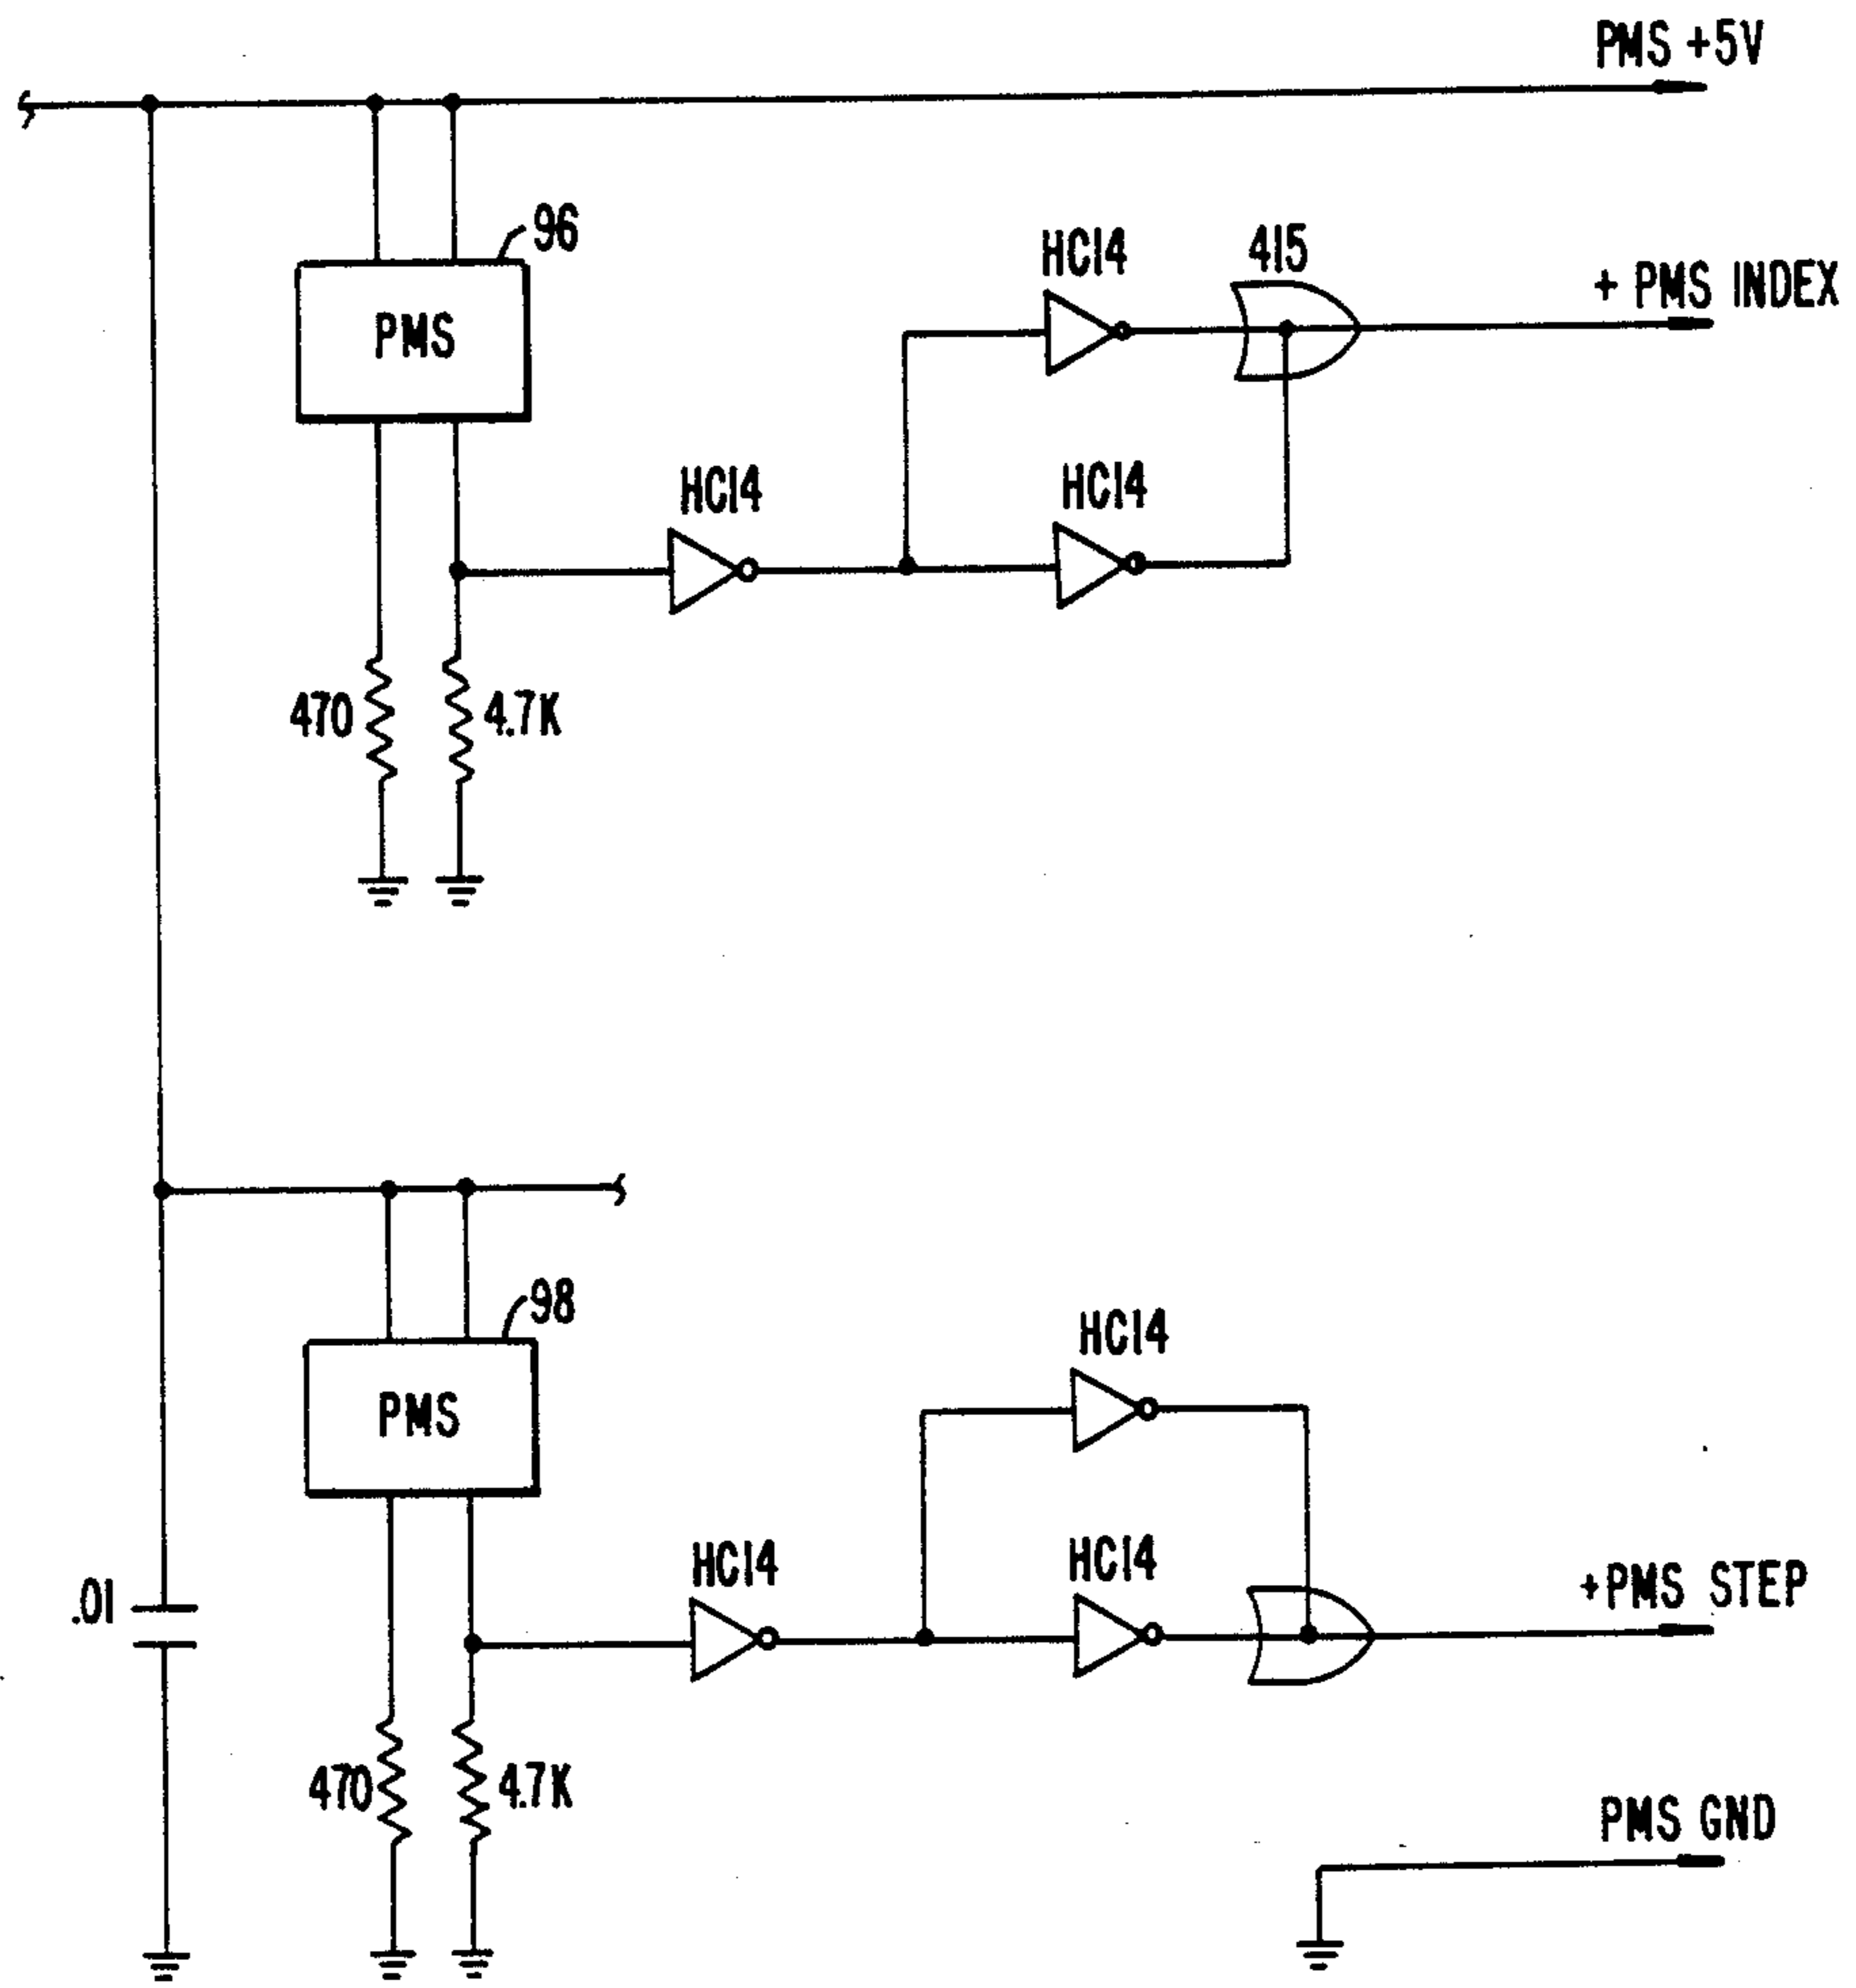 PMS +5V
96
PMS
HC14
415
+ PMS INDEX
HC14
HC14
470
4.7K
98
PMS
HC14
HC14
HC14
+PMS STEP
.01
470
4.7K
PMS GND